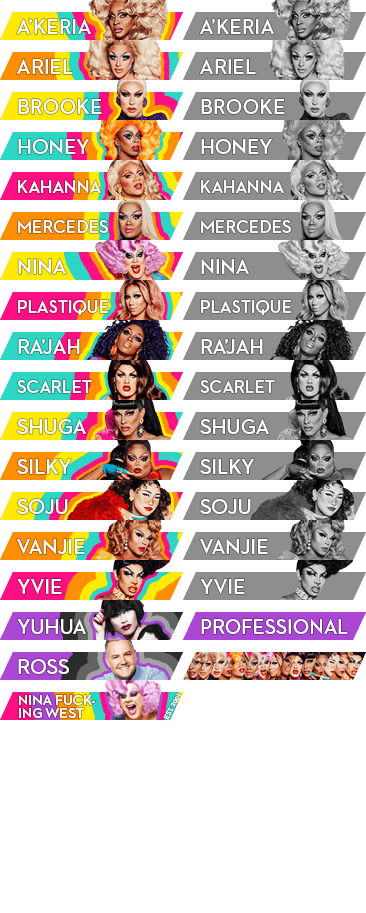 A'KERIA A'KERIA
ARIEL ARIEL
BROOKE BROOKE
HONEY HONEY
KAHANNA KAHANNA
MERCEDES MERCEDES
NINA NINA
PLASTIQUE PLASTIQUE
RA'JAH RA'JAH
SCARLET SCARLET
SHUGA SHUGA
SILKY SILKY
SOJU SOJU
VANJIE VANJIE
YVIE YVIE
YUHUA PROFESSIONAL
ROSS
NINA FUCK-
ING WEST